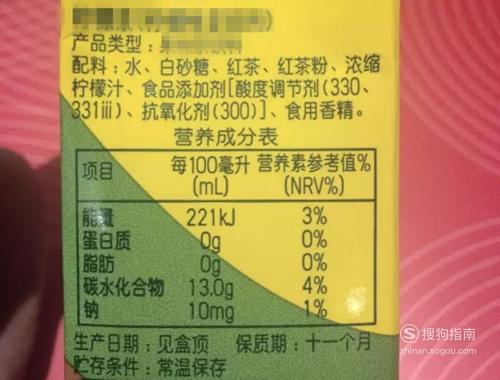 产品类型：
配料：水、白砂糖、红茶、红茶粉、浓缩
柠檬汁、食品添加剂[酸度调节剂(330、
331iii)、抗氧化剂(300)]、食用香精。
营养成分表
项目 每100毫升(mL) 营养素参考值%(NRV%)
能量 221kJ 3%
蛋白质 0g 0%
脂肪 0g 0%
碳水化合物 13.0g 4%
钠 10mg 1%
生产日期：见盒顶 保质期：十一个月
贮存条件：常温保存
搜狗指南
zhinan.sogou.com